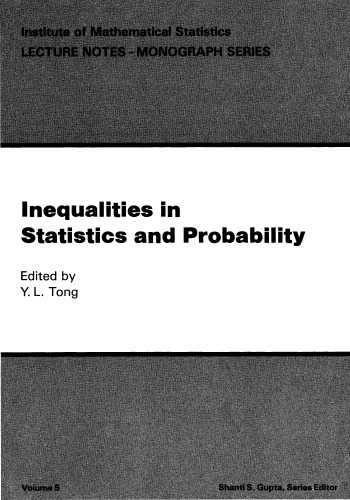 Institute of Mathematical Statistics
LECTURE NOTES–MONOGRAPH SERIES
Inequalities in
Statistics and Probability
Edited by
Y. L. Tong
Volume 5
Shanti S. Gupta, Series Editor